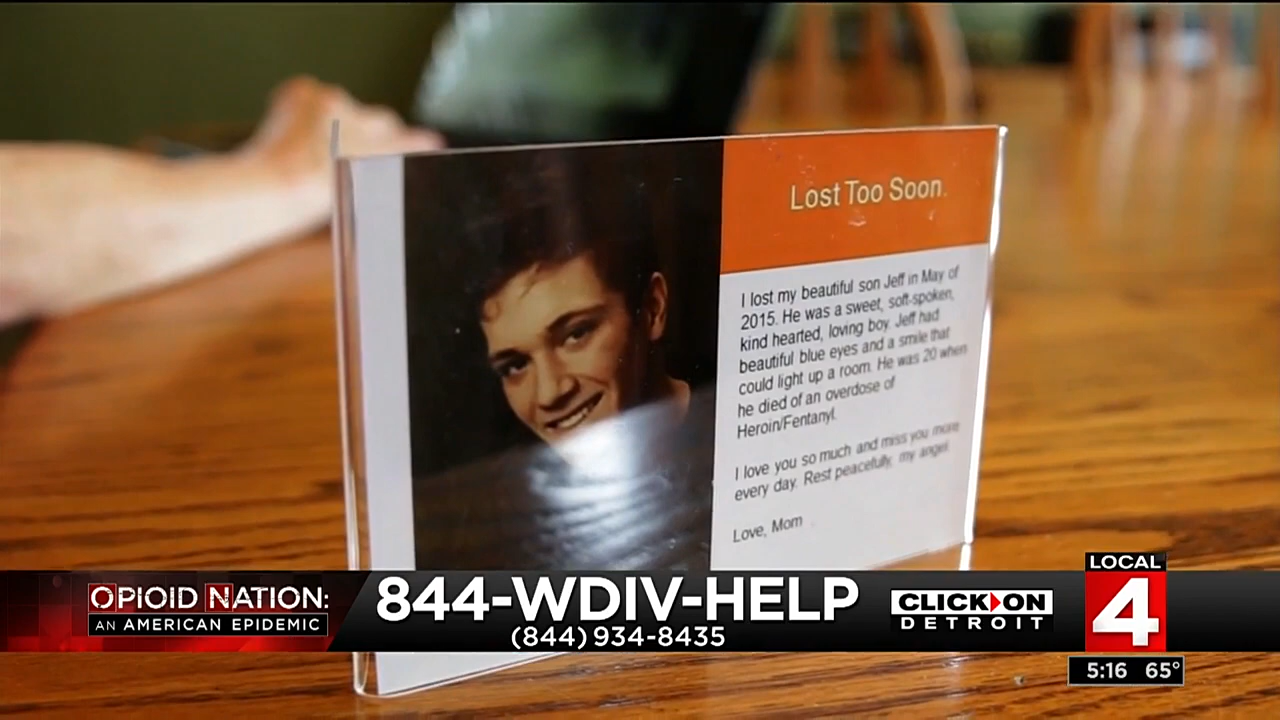 Lost Too Soon.
I lost my beautiful son Jeff in May of
2015. He was a sweet, soft-spoken,
kind hearted, loving boy. Jeff had
beautiful blue eyes and a smile that
could light up a room. He was 20 when
he died of an overdose of
Heroin/Fentanyl.
I love you so much and miss you more
every day. Rest peacefully, my angel.
Love, Mom
OPIOID NATION:
AN AMERICAN EPIDEMIC
844-WDIV-HELP
(844) 934-8435
CLICK ON
DETROIT
LOCAL
4
5:16 65°